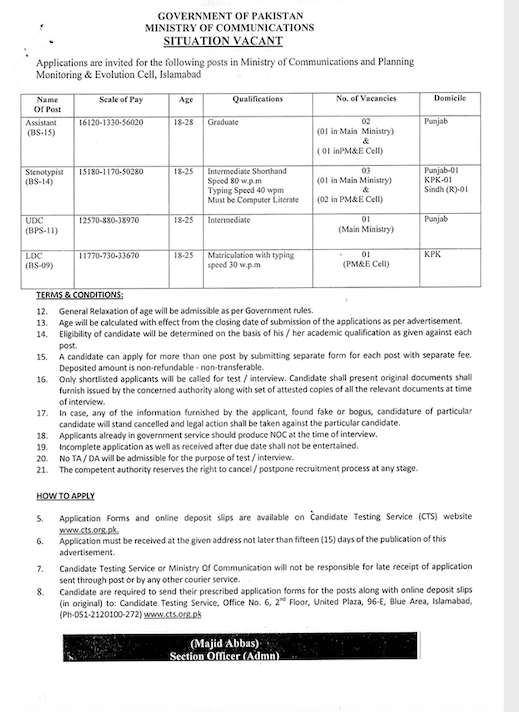 GOVERNMENT OF PAKISTAN
MINISTRY OF COMMUNICATIONS
SITUATION VACANT
Applications are invited for the following posts in Ministry of Communications and Planning
Monitoring & Evolution Cell, Islamabad
Name Of Post | Scale of Pay | Age | Qualifications | No. of Vacancies | Domicile
Assistant (BS-15) | 16120-1330-56020 | 18-28 | Graduate | 02 (01 in Main Ministry) & ( 01 inPM&E Cell) | Punjab
Stenotypist (BS-14) | 15180-1170-50280 | 18-25 | Intermediate Shorthand Speed 80 w.p.m Typing Speed 40 wpm Must be Computer Literate | 03 (01 in Main Ministry) & (02 in PM&E Cell) | Punjab-01 KPK-01 Sindh (R)-01
UDC (BPS-11) | 12570-880-38970 | 18-25 | Intermediate | 01 (Main Ministry) | Punjab
LDC (BS-09) | 11770-730-33670 | 18-25 | Matriculation with typing speed 30 w.p.m | 01 (PM&E Cell) | KPK
TERMS & CONDITIONS:
12. General Relaxation of age will be admissible as per Government rules.
13. Age will be calculated with effect from the closing date of submission of the applications as per advertisement.
14. Eligibility of candidate will be determined on the basis of his / her academic qualification as given against each
post.
15. A candidate can apply for more than one post by submitting separate form for each post with separate fee.
Deposited amount is non-refundable - non-transferable.
16. Only shortlisted applicants will be called for test / interview. Candidate shall present original documents shall
furnish issued by the concerned authority along with set of attested copies of all the relevant documents at time
of interview.
17. In case, any of the information furnished by the applicant, found fake or bogus, candidature of particular
candidate will stand cancelled and legal action shall be taken against the particular candidate.
18. Applicants already in government service should produce NOC at the time of interview.
19. Incomplete application as well as received after due date shall not be entertained.
20. No TA / DA will be admissible for the purpose of test / interview.
21. The competent authority reserves the right to cancel / postpone recruitment process at any stage.
HOW TO APPLY
5. Application Forms and online deposit slips are available on Candidate Testing Service (CTS) website
www.cts.org.pk.
6. Application must be received at the given address not later than fifteen (15) days of the publication of this
advertisement.
7. Candidate Testing Service or Ministry Of Communication will not be responsible for late receipt of application
sent through post or by any other courier service.
8. Candidate are required to send their prescribed application forms for the posts along with online deposit slips
(in original) to: Candidate Testing Service, Office No. 6, 2nd Floor, United Plaza, 96-E, Blue Area, Islamabad,
(Ph-051-2120100-272) www.cts.org.pk
(Majid Abbas)
Section Officer (Admn)